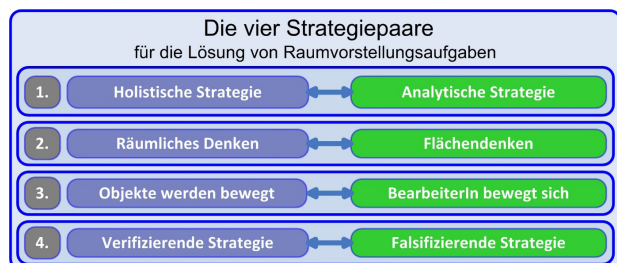 Die vier Strategiepaare
für die Lösung von Raumvorstellungsaufgaben
1. Holistische Strategie Analytische Strategie
2. Räumliches Denken Flächendenken
3. Objekte werden bewegt BearbeiterIn bewegt sich
4. Verifizierende Strategie Falsifizierende Strategie